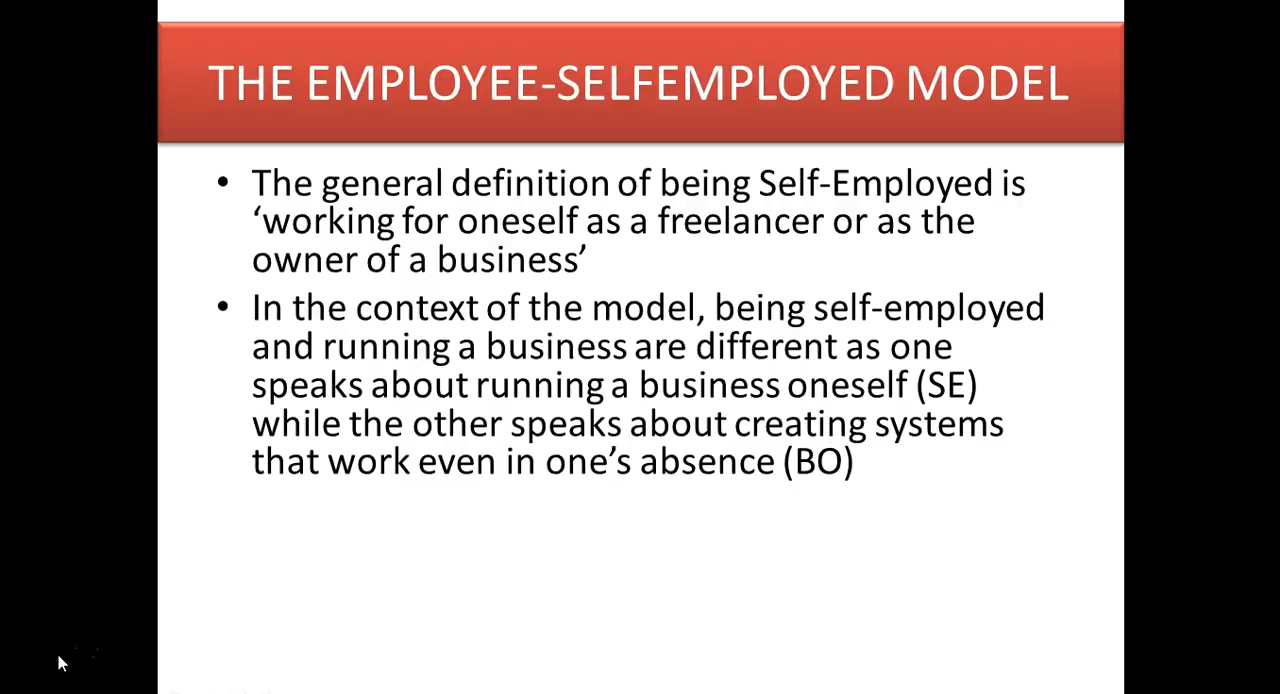 THE EMPLOYEE-SELFEMPLOYED MODEL
• The general definition of being Self-Employed is
‘working for oneself as a freelancer or as the
owner of a business’
• In the context of the model, being self-employed
and running a business are different as one
speaks about running a business oneself (SE)
while the other speaks about creating systems
that work even in one’s absence (BO)